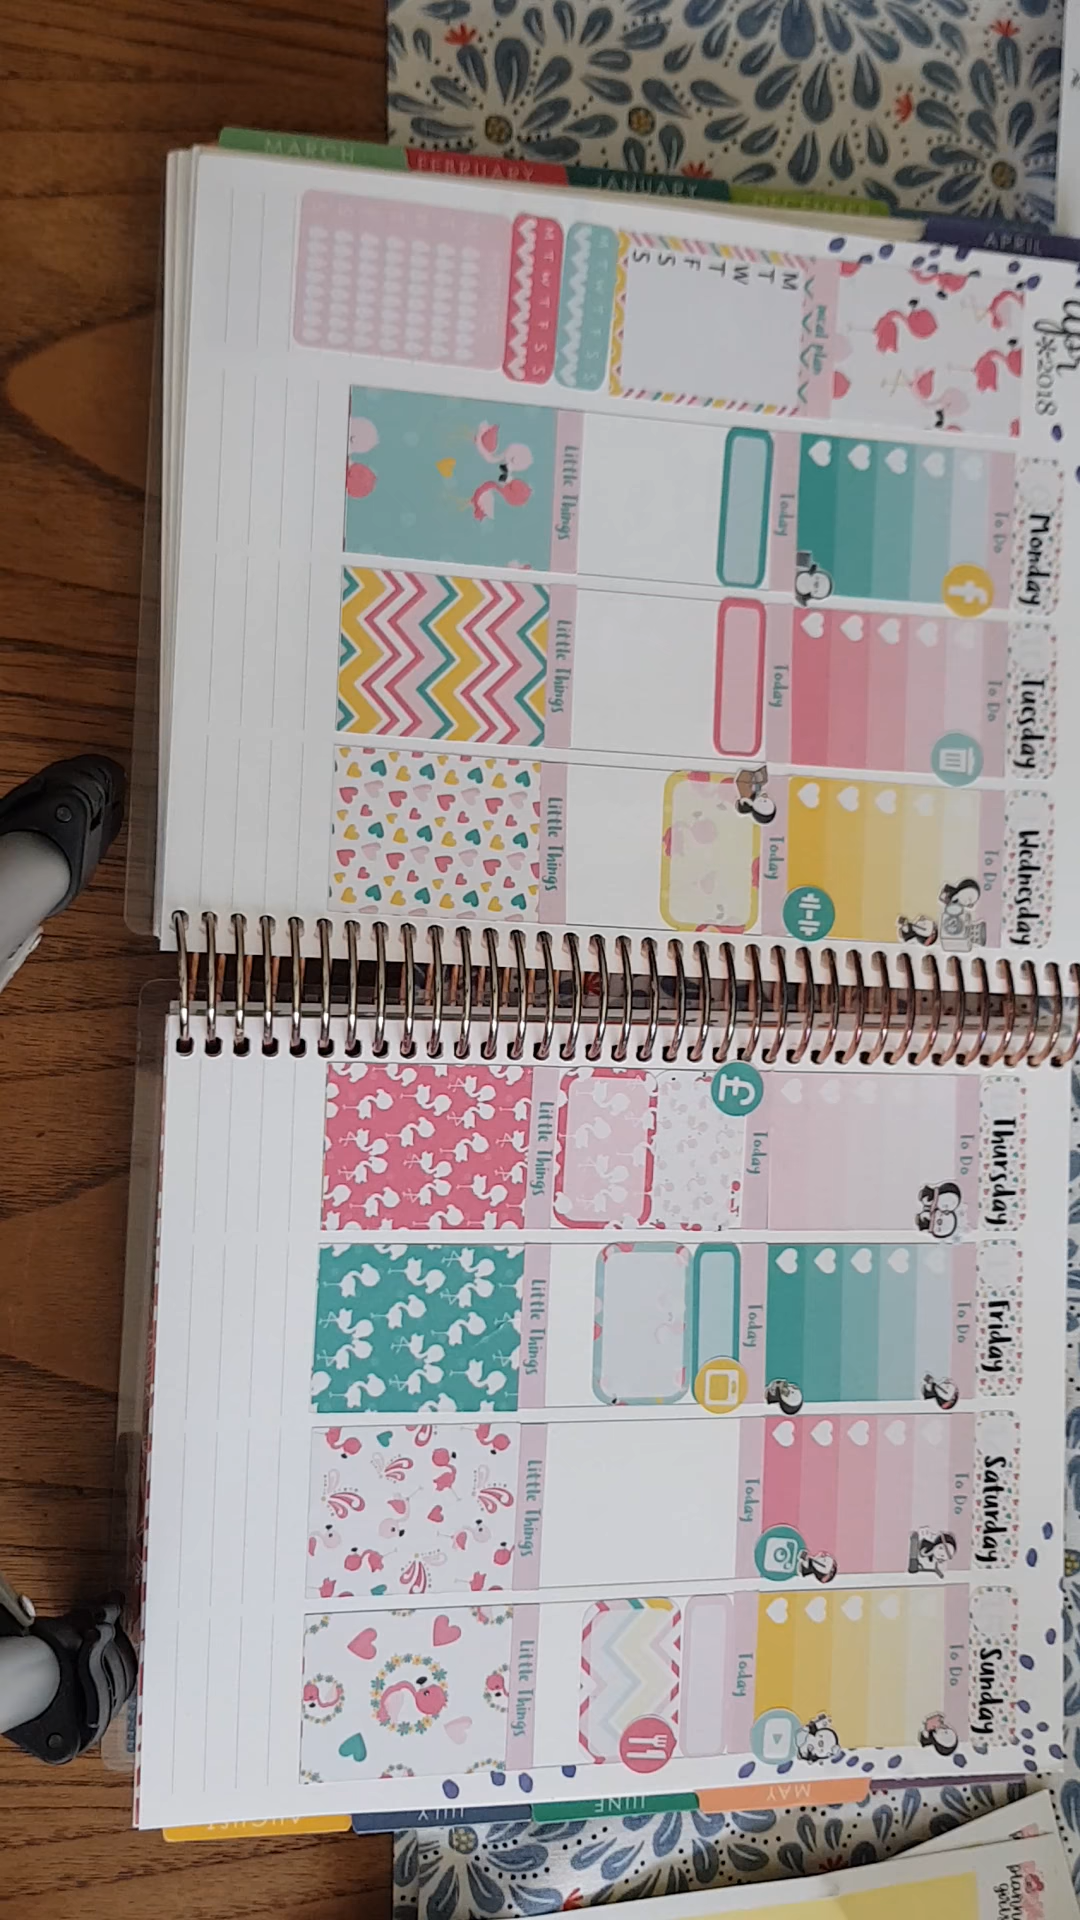 MARCH
FEBRUARY
JANUARY
DECEMBER
APRIL
2018
meal plan
M
T
W
T
F
S
S
M T W T F S S
M T W T F S S
Monday
To Do
Today
Little Things
Tuesday
To Do
Today
Little Things
Wednesday
To Do
Today
Little Things
Thursday
To Do
£
Today
Little Things
Friday
To Do
Today
Little Things
Saturday
To Do
Today
Little Things
Sunday
To Do
Today
Little Things
MAY
JUNE
JULY
AUGUST